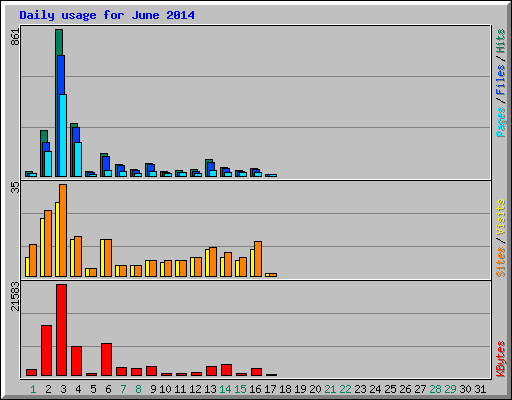 Daily usage for June 2014
861
35
21583
Pages / Files / Hits
Sites / Visits
KBytes
1 2 3 4 5 6 7 8 9 10 11 12 13 14 15 16 17 18 19 20 21 22 23 24 25 26 27 28 29 30 31